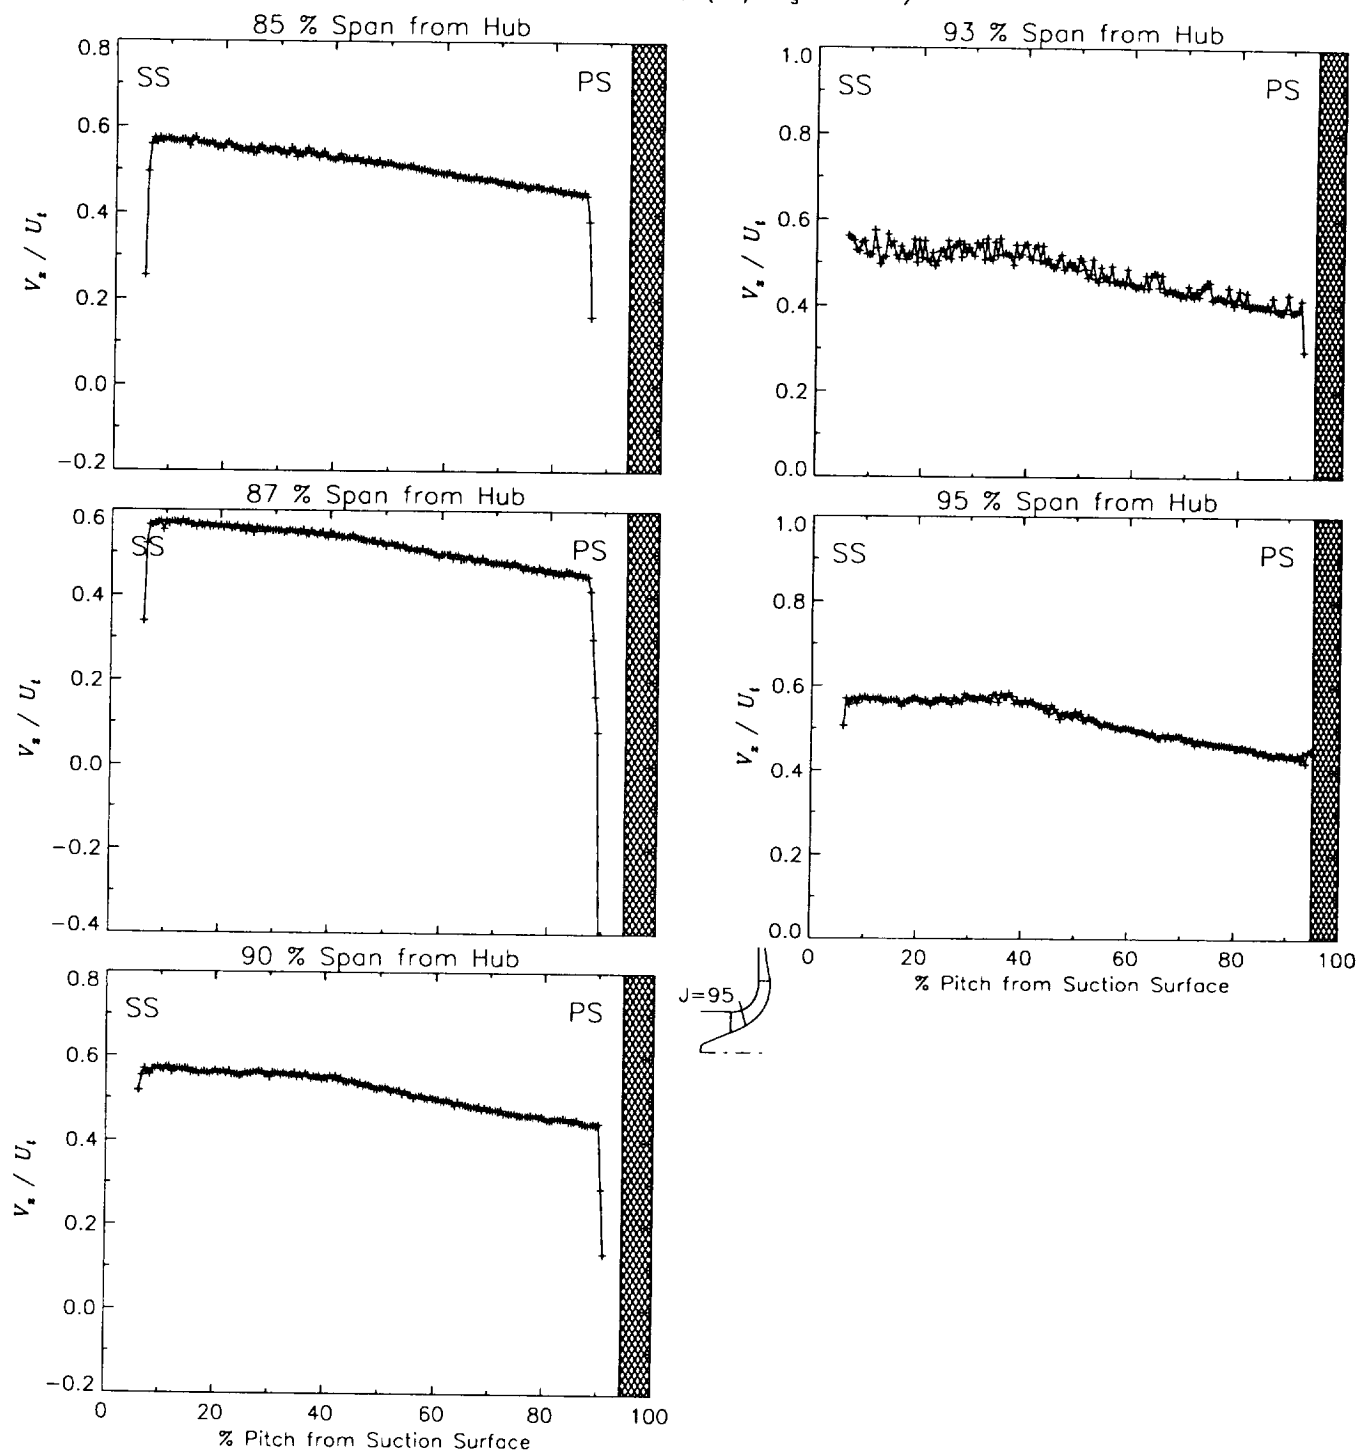 85 % Span from Hub
0.8
SS
PS
0.6
0.4
0.2
0.0
−0.2
V_z / U_t
87 % Span from Hub
0.6
SS
PS
0.4
0.2
0.0
−0.2
−0.4
V_z / U_t
90 % Span from Hub
0.8
SS
PS
0.6
0.4
0.2
0.0
−0.2
V_z / U_t
0 20 40 60 80 100
% Pitch from Suction Surface
93 % Span from Hub
1.0
SS
PS
0.8
0.6
0.4
0.2
0.0
V_z / U_t
95 % Span from Hub
1.0
SS
PS
0.8
0.6
0.4
0.2
0.0
V_z / U_t
0 20 40 60 80 100
% Pitch from Suction Surface
J=95